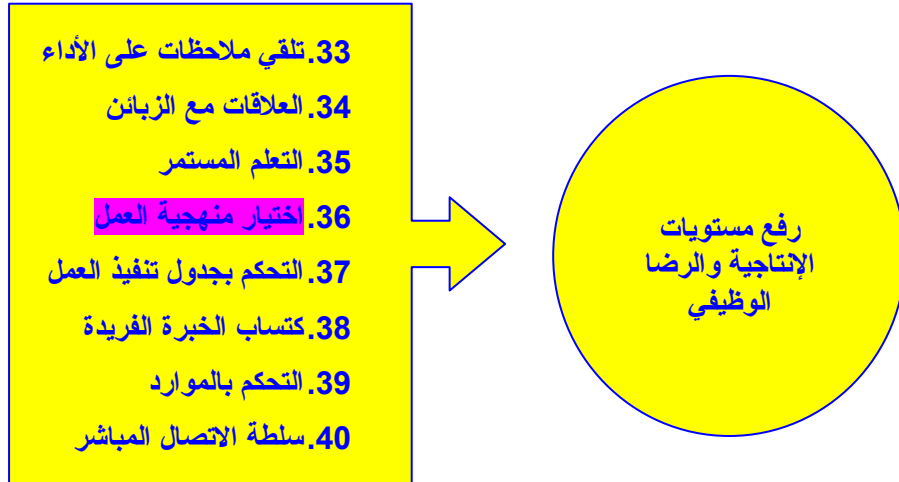 33.تلقي ملاحظات على الأداء
34.العلاقات مع الزبائن
35.التعلم المستمر
36.اختيار منهجية العمل
37.التحكم بجدول تنفيذ العمل
38.كتساب الخبرة الفريدة
39.التحكم بالموارد
40.سلطة الاتصال المباشر
رفع مستويات
الإنتاجية والرضا
الوظيفي